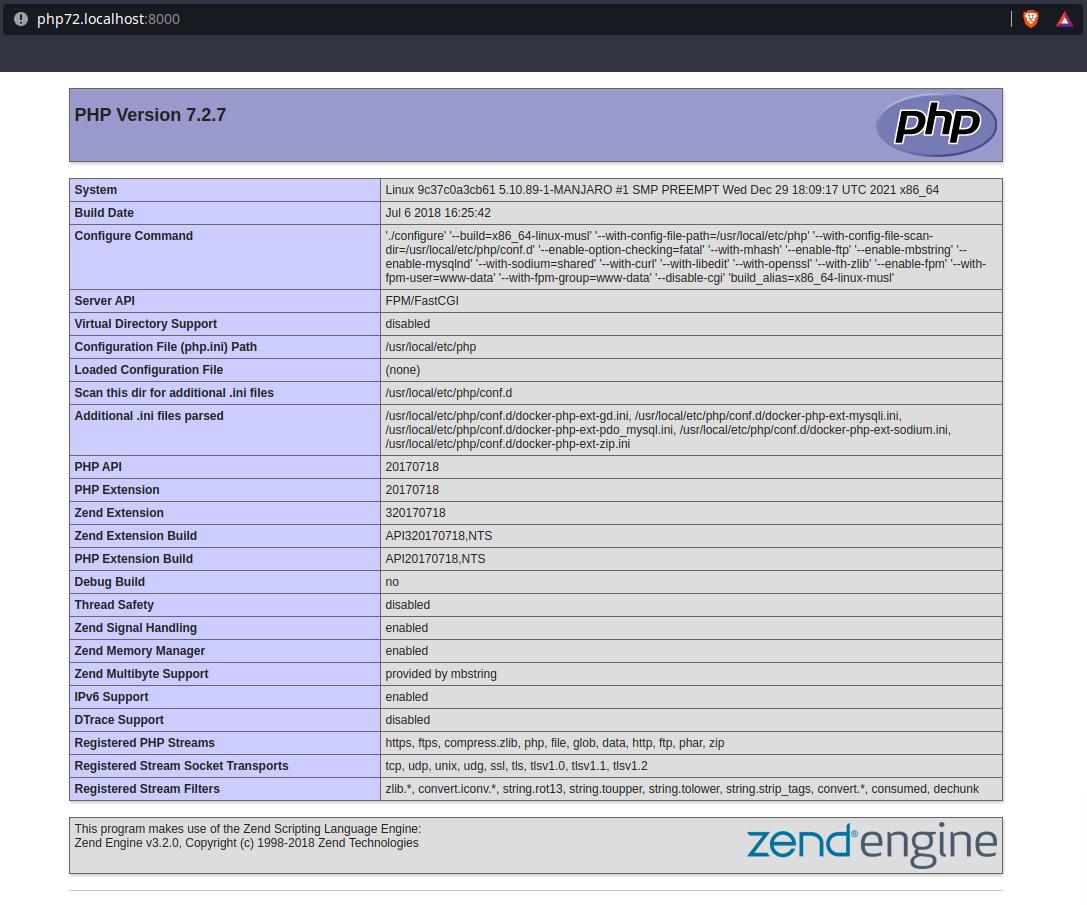 php72.localhost:8000
PHP Version 7.2.7
php
System Linux 9c37c0a3cb61 5.10.89-1-MANJARO #1 SMP PREEMPT Wed Dec 29 18:09:17 UTC 2021 x86_64
Build Date Jul 6 2018 16:25:42
Configure Command './configure' '--build=x86_64-linux-musl' '--with-config-file-path=/usr/local/etc/php' '--with-config-file-scan-
dir=/usr/local/etc/php/conf.d' '--enable-option-checking=fatal' '--with-mhash' '--enable-ftp' '--enable-mbstring' '--
enable-mysqlnd' '--with-sodium=shared' '--with-curl' '--with-libedit' '--with-openssl' '--with-zlib' '--enable-fpm' '--with-
fpm-user=www-data' '--with-fpm-group=www-data' '--disable-cgi' 'build_alias=x86_64-linux-musl'
Server API FPM/FastCGI
Virtual Directory Support disabled
Configuration File (php.ini) Path /usr/local/etc/php
Loaded Configuration File (none)
Scan this dir for additional .ini files /usr/local/etc/php/conf.d
Additional .ini files parsed /usr/local/etc/php/conf.d/docker-php-ext-gd.ini, /usr/local/etc/php/conf.d/docker-php-ext-mysqli.ini,
/usr/local/etc/php/conf.d/docker-php-ext-pdo_mysql.ini, /usr/local/etc/php/conf.d/docker-php-ext-sodium.ini,
/usr/local/etc/php/conf.d/docker-php-ext-zip.ini
PHP API 20170718
PHP Extension 20170718
Zend Extension 320170718
Zend Extension Build API320170718,NTS
PHP Extension Build API20170718,NTS
Debug Build no
Thread Safety disabled
Zend Signal Handling enabled
Zend Memory Manager enabled
Zend Multibyte Support provided by mbstring
IPv6 Support enabled
DTrace Support disabled
Registered PHP Streams https, ftps, compress.zlib, php, file, glob, data, http, ftp, phar, zip
Registered Stream Socket Transports tcp, udp, unix, udg, ssl, tls, tlsv1.0, tlsv1.1, tlsv1.2
Registered Stream Filters zlib.*, convert.iconv.*, string.rot13, string.toupper, string.tolower, string.strip_tags, convert.*, consumed, dechunk
This program makes use of the Zend Scripting Language Engine:
Zend Engine v3.2.0, Copyright (c) 1998-2018 Zend Technologies
zend® engine